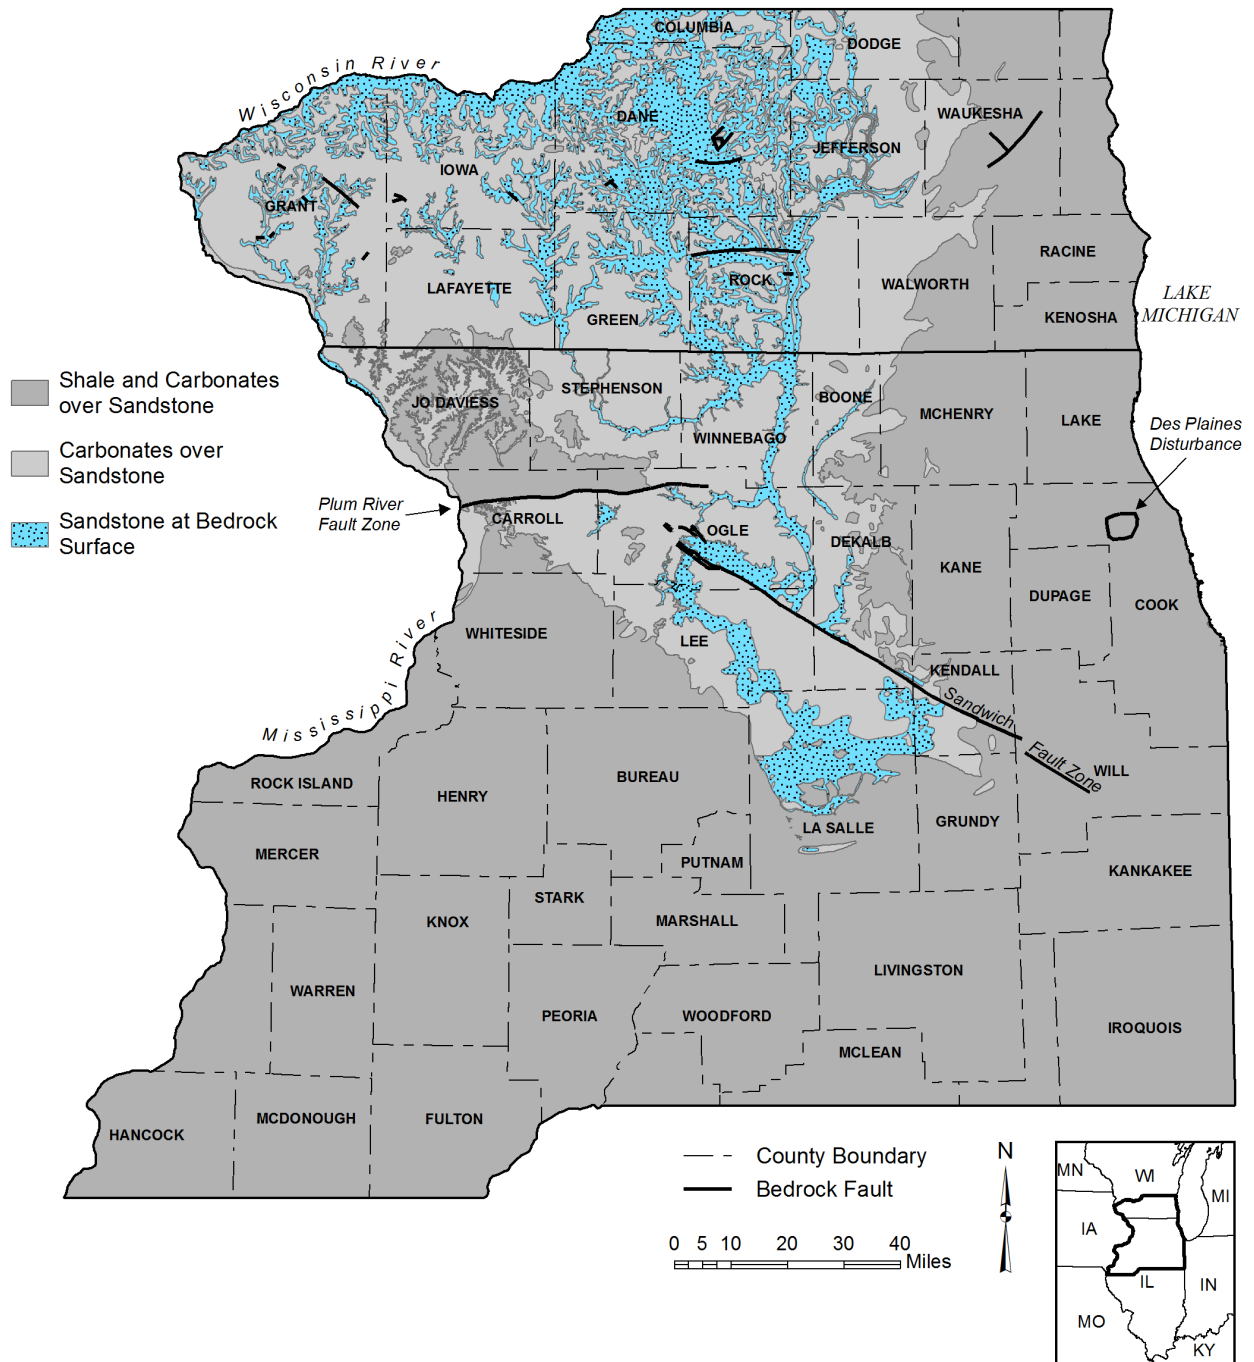 COLUMBIA
DODGE
Wisconsin River
DANE
WAUKESHA
JEFFERSON
IOWA
GRANT
RACINE
ROCK
WALWORTH
LAFAYETTE
LAKE
MICHIGAN
GREEN
KENOSHA
Shale and Carbonates
over Sandstone
STEPHENSON
BOONE
JO DAVIESS
MCHENRY
LAKE
Des Plaines
Disturbance
WINNEBAGO
Carbonates over
Sandstone
Plum River
Fault Zone
CARROLL
Sandstone at Bedrock
Surface
OGLE
DEKALB
KANE
DUPAGE
COOK
WHITESIDE
LEE
KENDALL
Mississippi River
Sandwich
Fault Zone
WILL
ROCK ISLAND
HENRY
BUREAU
LA SALLE
GRUNDY
MERCER
PUTNAM
KANKAKEE
STARK
KNOX
MARSHALL
LIVINGSTON
WARREN
PEORIA
WOODFORD
IROQUOIS
MCLEAN
HANCOCK
MCDONOUGH
FULTON
County Boundary
Bedrock Fault
0 5 10 20 30 40
Miles
N
MN
WI
MI
IA
IL
IN
MO
KY